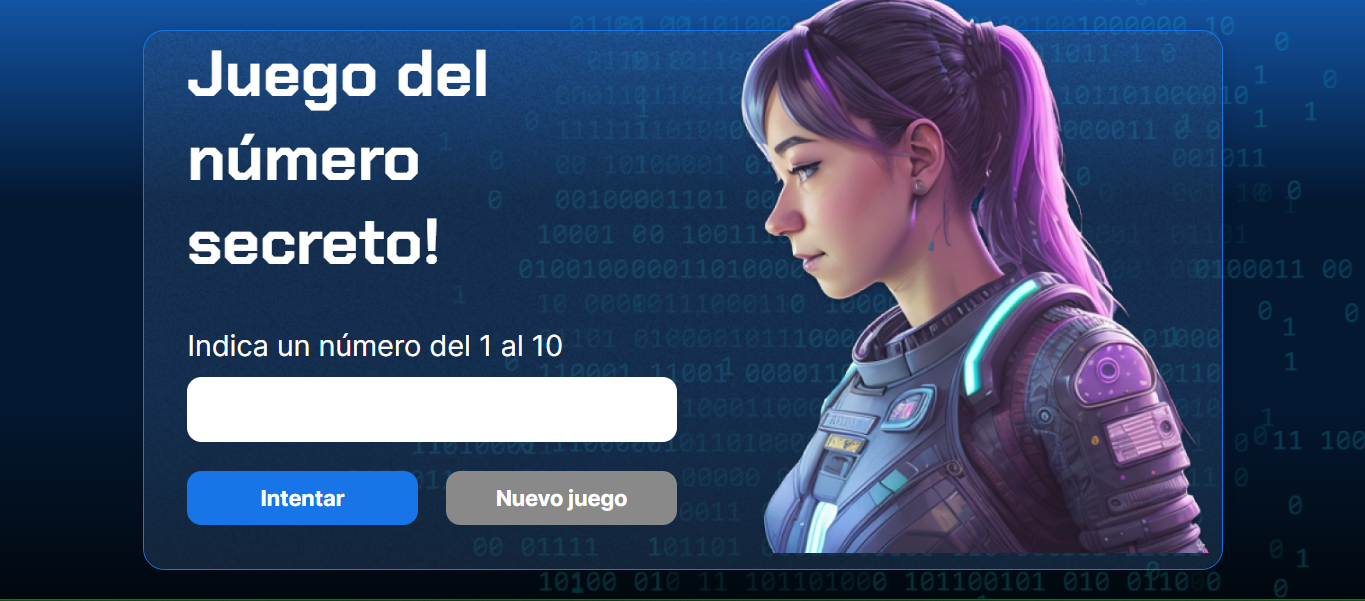 Juego del
número
secreto!
Indica un número del 1 al 10
Intentar
Nuevo juego